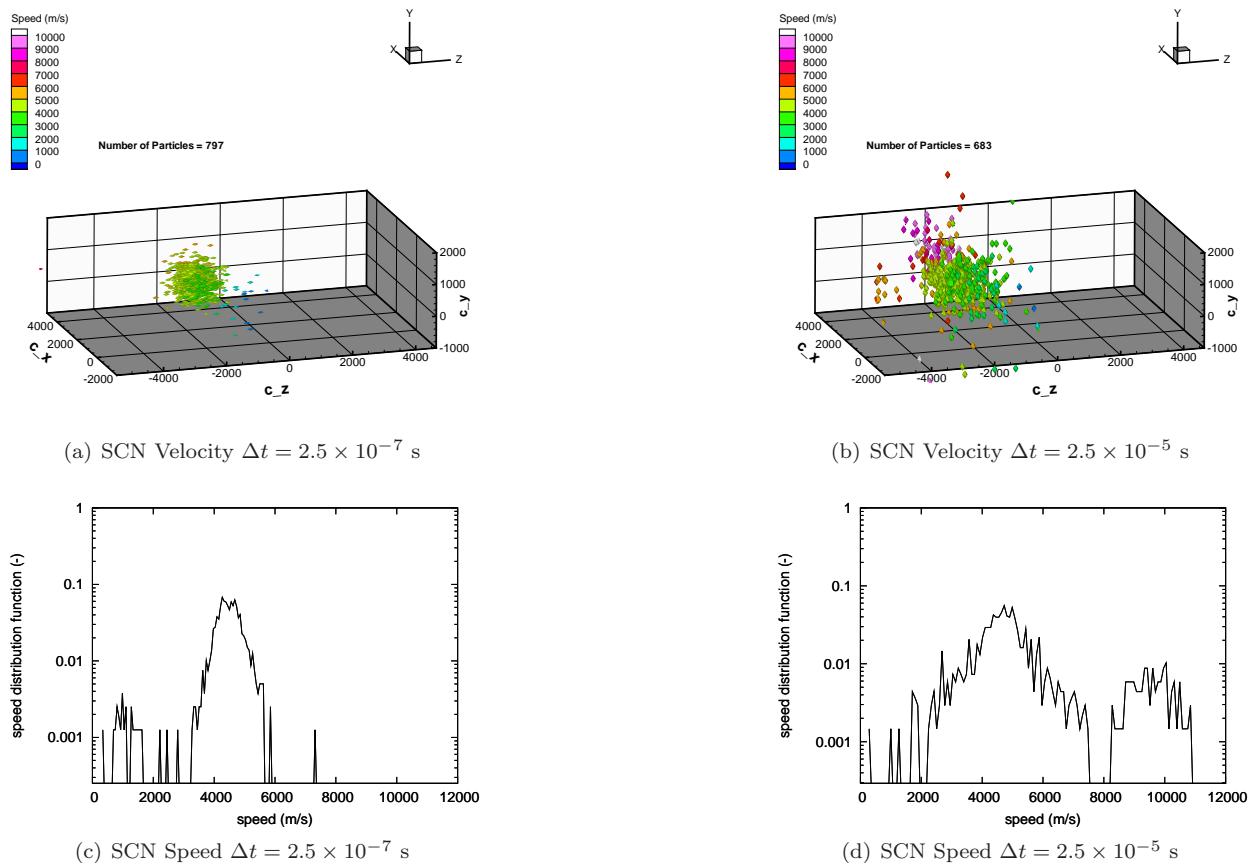 Speed (m/s)
10000
9000
8000
7000
6000
5000
4000
3000
2000
1000
0
Y
X
Z
Number of Particles = 797
4000
2000
0
-2000
c_x
-4000
-2000
0
2000
4000
c_z
2000
1000
0
-1000
c_y
(a) SCN Velocity Δt = 2.5 × 10−7 s
Speed (m/s)
10000
9000
8000
7000
6000
5000
4000
3000
2000
1000
0
Y
X
Z
Number of Particles = 683
4000
2000
0
-2000
c_x
-4000
-2000
0
2000
4000
c_z
2000
1000
0
-1000
c_y
(b) SCN Velocity Δt = 2.5 × 10−5 s
1
0.1
0.01
0.001
speed distribution function (-)
0 2000 4000 6000 8000 10000 12000
speed (m/s)
(c) SCN Speed Δt = 2.5 × 10−7 s
1
0.1
0.01
0.001
speed distribution function (-)
0 2000 4000 6000 8000 10000 12000
speed (m/s)
(d) SCN Speed Δt = 2.5 × 10−5 s